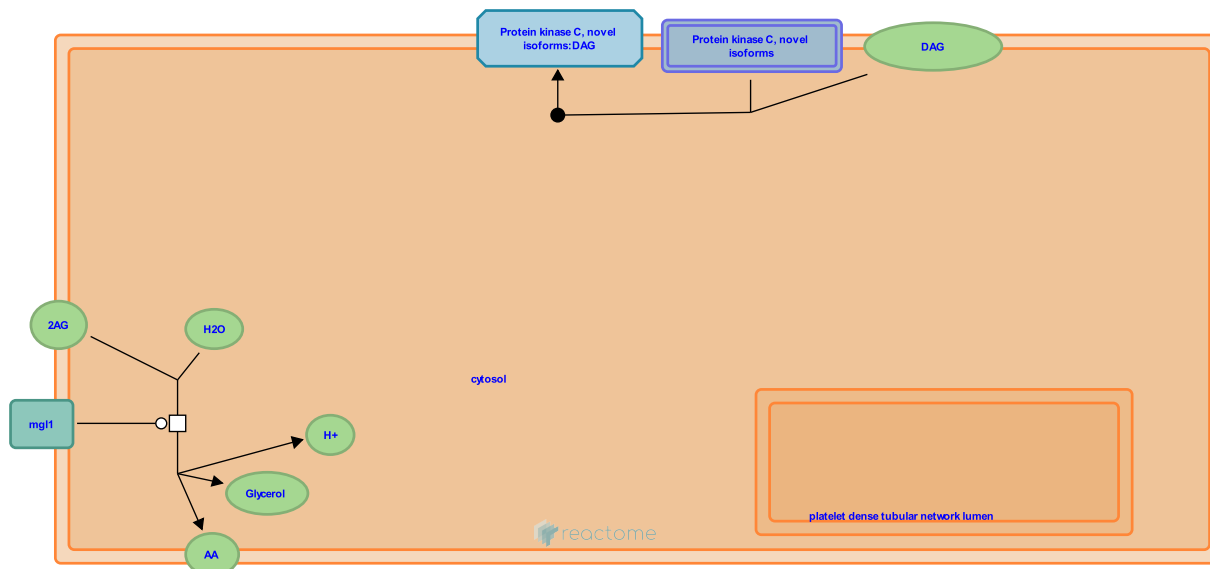 Protein kinase C, novel
isoforms:DAG
Protein kinase C, novel
isoforms
DAG
2AG
H2O
cytosol
mgl1
H+
Glycerol
platelet dense tubular network lumen
reactome
AA